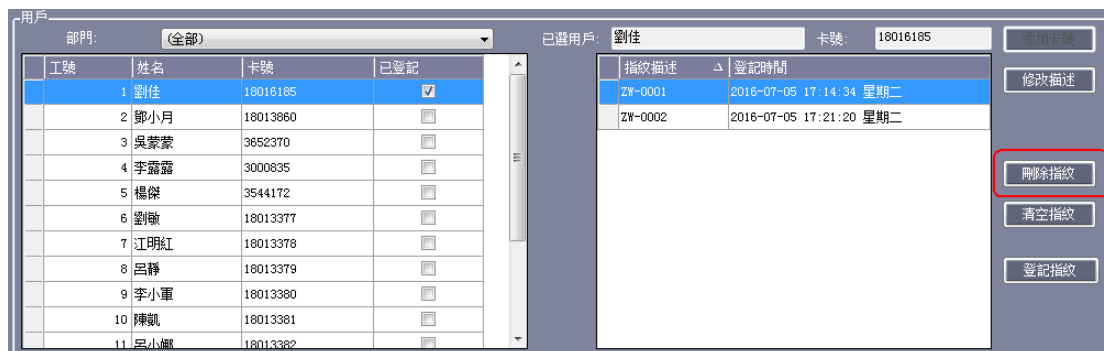 用戶
部門: (全部) 已選用戶: 劉佳 卡號: 18016185 添加卡號
工號 姓名 卡號 已登記
1 劉佳 18016185
2 鄧小月 18013860
3 吳蒙蒙 3652370
4 李露露 3000835
5 楊傑 3544172
6 劉敏 18013377
7 江明紅 18013378
8 呂靜 18013379
9 李小軍 18013380
10 陳凱 18013381
11 呂小娜 18013382
指紋描述 登記時間
ZW-0001 2016-07-05 17:14:34 星期二
ZW-0002 2016-07-05 17:21:20 星期二
修改描述
刪除指紋
清空指紋
登記指紋